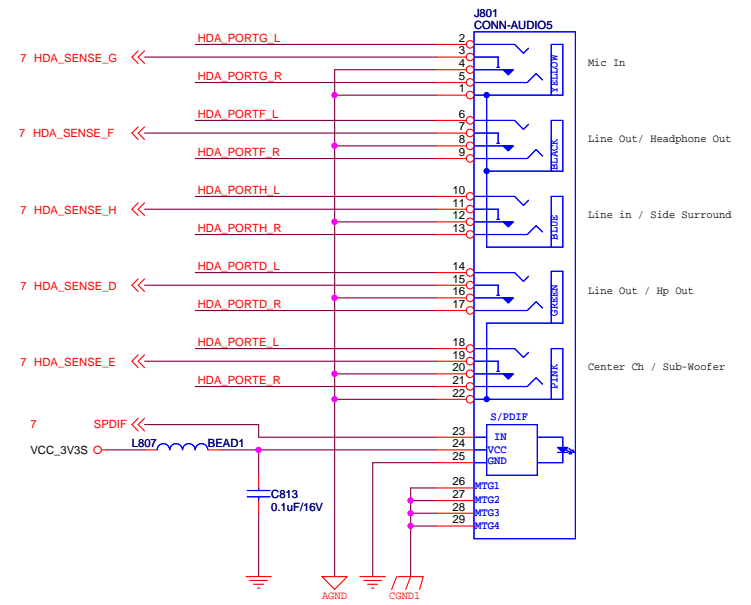 J801
CONN-AUDIO5
HDA_PORTG_L 2
7 HDA_SENSE_G 3
4
HDA_PORTG_R 5
1
YELLOW
Mic In
HDA_PORTF_L 6
7 HDA_SENSE_F 7
8
HDA_PORTF_R 9
BLACK
Line Out/ Headphone Out
HDA_PORTH_L 10
7 HDA_SENSE_H 11
12
HDA_PORTH_R 13
BLUE
Line in / Side Surround
HDA_PORTD_L 14
7 HDA_SENSE_D 15
16
HDA_PORTD_R 17
GREEN
Line Out / Hp Out
HDA_PORTE_L 18
7 HDA_SENSE_E 19
20
HDA_PORTE_R 21
22
PINK
Center Ch / Sub-Woofer
S/PDIF
7 SPDIF 23 IN
VCC_3V3S L807 BEAD1 24 VCC
25 GND
26 MTG1
27 MTG2
28 MTG3
29 MTG4
C813
0.1uF/16V
AGND
CGND1